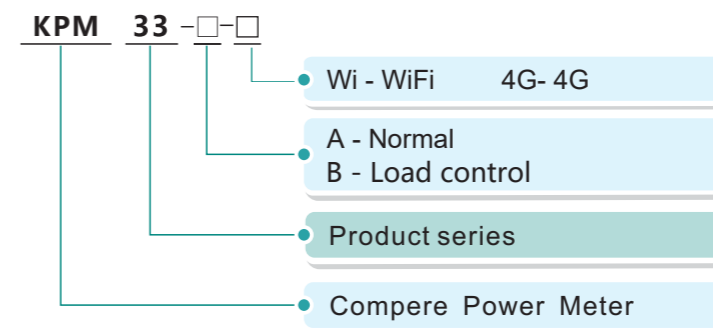 KPM 33 -□-□
Wi - WiFi 4G- 4G
A - Normal
B - Load control
Product series
Compere Power Meter